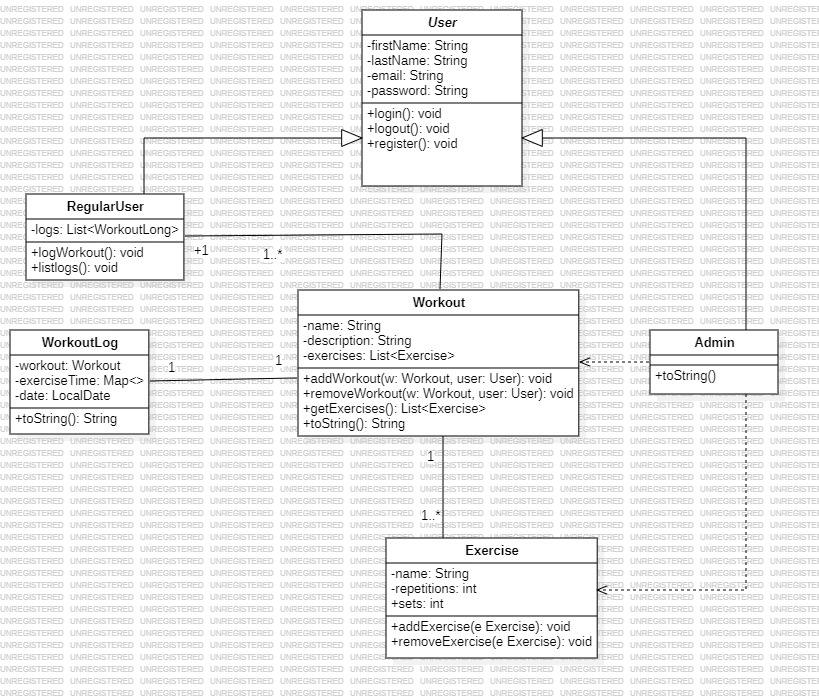 User
-firstName: String
-lastName: String
-email: String
-password: String
+login(): void
+logout(): void
+register(): void
RegularUser
-logs: List<WorkoutLong>
+logWorkout(): void
+listlogs(): void
+1
1..*
Workout
-name: String
-description: String
-exercises: List<Exercise>
+addWorkout(w: Workout, user: User): void
+removeWorkout(w: Workout, user: User): void
+getExercises(): List<Exercise>
+toString(): String
WorkoutLog
-workout: Workout
-exerciseTime: Map<>
-date: LocalDate
+toString(): String
1
1
Admin
+toString()
1
1..*
Exercise
-name: String
-repetitions: int
+sets: int
+addExercise(e Exercise): void
+removeExercise(e Exercise): void
UNREGISTERED